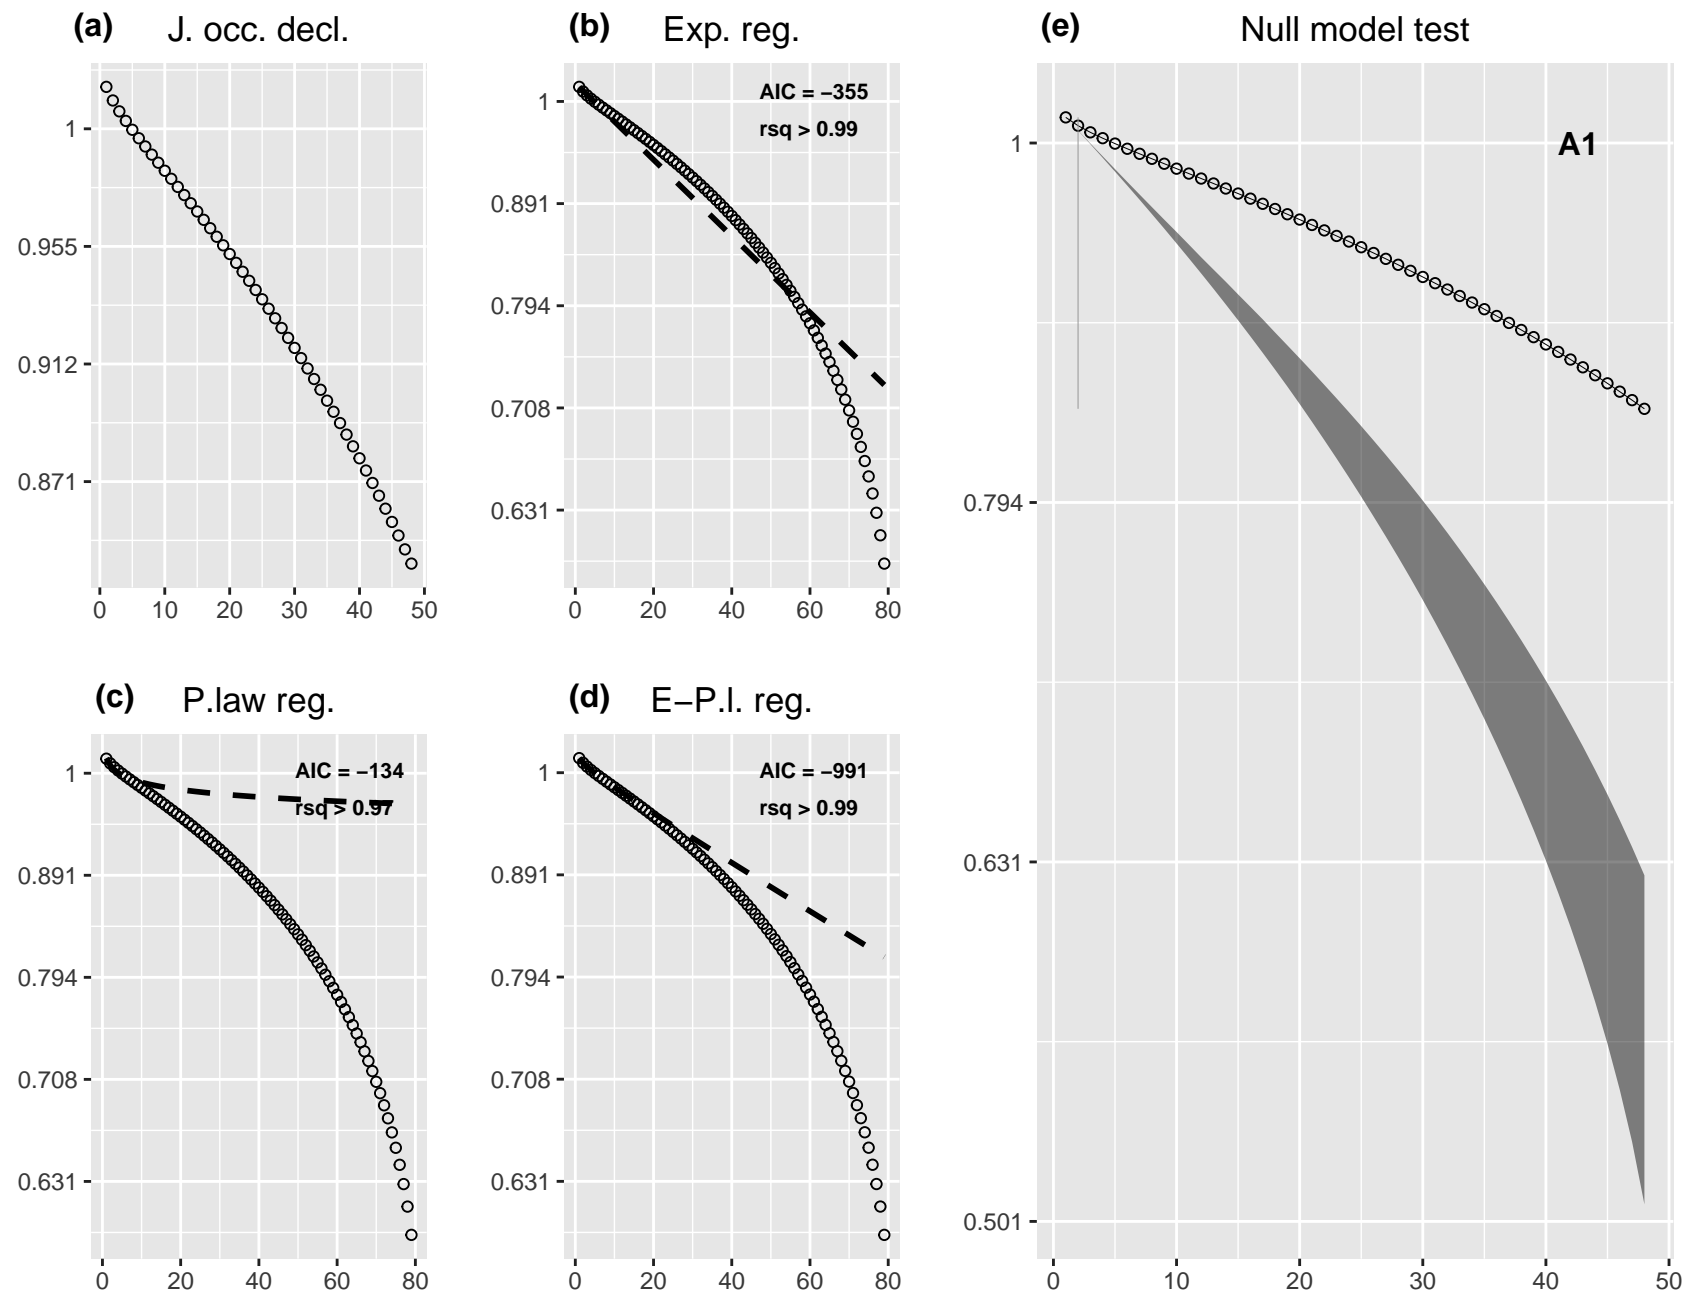 (a) J. occ. decl.
1
0.955
0.912
0.871
0 10 20 30 40 50
(b) Exp. reg.
AIC = −355
rsq > 0.99
1
0.891
0.794
0.708
0.631
0 20 40 60 80
(c) P.law reg.
AIC = −134
rsq > 0.97
1
0.891
0.794
0.708
0.631
0 20 40 60 80
(d) E−P.l. reg.
AIC = −991
rsq > 0.99
1
0.891
0.794
0.708
0.631
0 20 40 60 80
(e) Null model test
A1
1
0.794
0.631
0.501
0 10 20 30 40 50